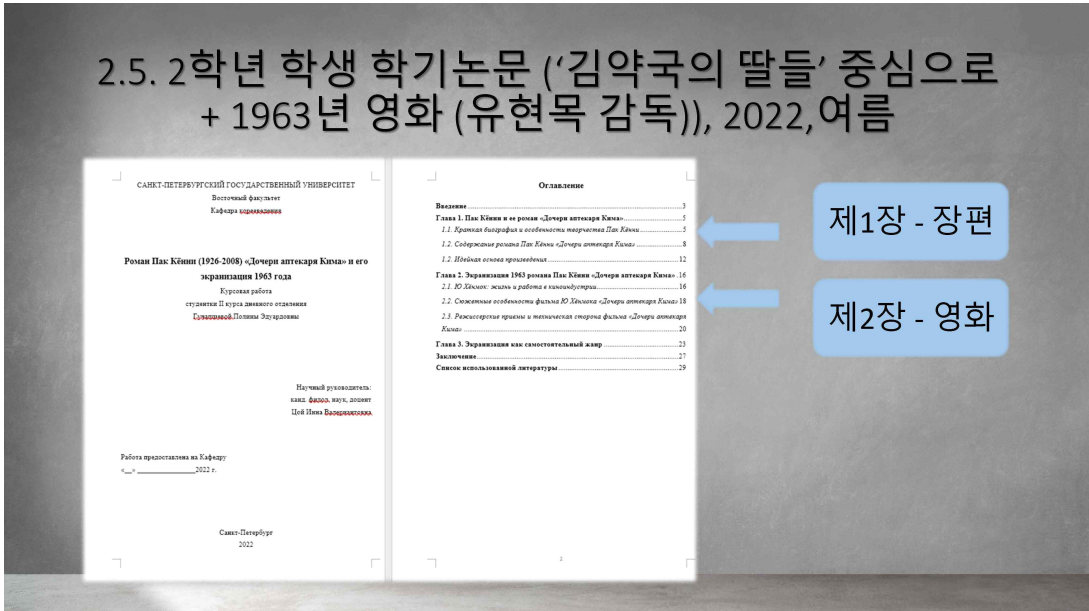 2.5. 2학년 학생 학기논문 (‘김약국의 딸들’ 중심으로
+ 1963년 영화 (유현목 감독)), 2022,여름
САНКТ-ПЕТЕРБУРГСКИЙ ГОСУДАРСТВЕННЫЙ УНИВЕРСИТЕТ
Восточный факультет
Кафедра корееведения
Роман Пак Кённи (1926-2008) «Дочери аптекаря Кима» и его
экранизация 1963 года
Курсовая работа
студентки II курса дневного отделения
Полины Эдуардовны
Научный руководитель:
канд. филол. наук, доцент
Цой Инна Валериантовна
Работа предоставлена на Кафедру
«__» ________________2022 г.
Санкт-Петербург
2022
Оглавление
Введение...3
Глава 1. Пак Кённи и ее роман «Дочери аптекаря Кима»...5
1.1. Краткая биография и особенности творчества Пак Кённи...5
1.2. Содержание романа Пак Кённи «Дочери аптекаря Кима»...8
1.2. Идейная основа произведения...12
Глава 2. Экранизация 1963 романа Пак Кённи «Дочери аптекаря Кима» .16
2.1. Ю Хёнмок: жизнь и работа в киноиндустрии...16
2.2. Сюжетные особенности фильма Ю Хёнмока «Дочери аптекаря Кима» 18
2.3. Режиссерские приемы и техническая сторона фильма «Дочери аптекаря
Кима»...20
Глава 3. Экранизация как самостоятельный жанр...23
Заключение...27
Список использованной литературы...29
제1장 - 장편
제2장 - 영화